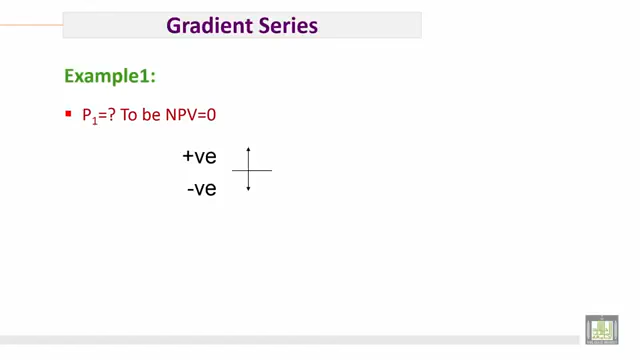 Gradient Series
Example1:
P1=? To be NPV=0
+ve
-ve